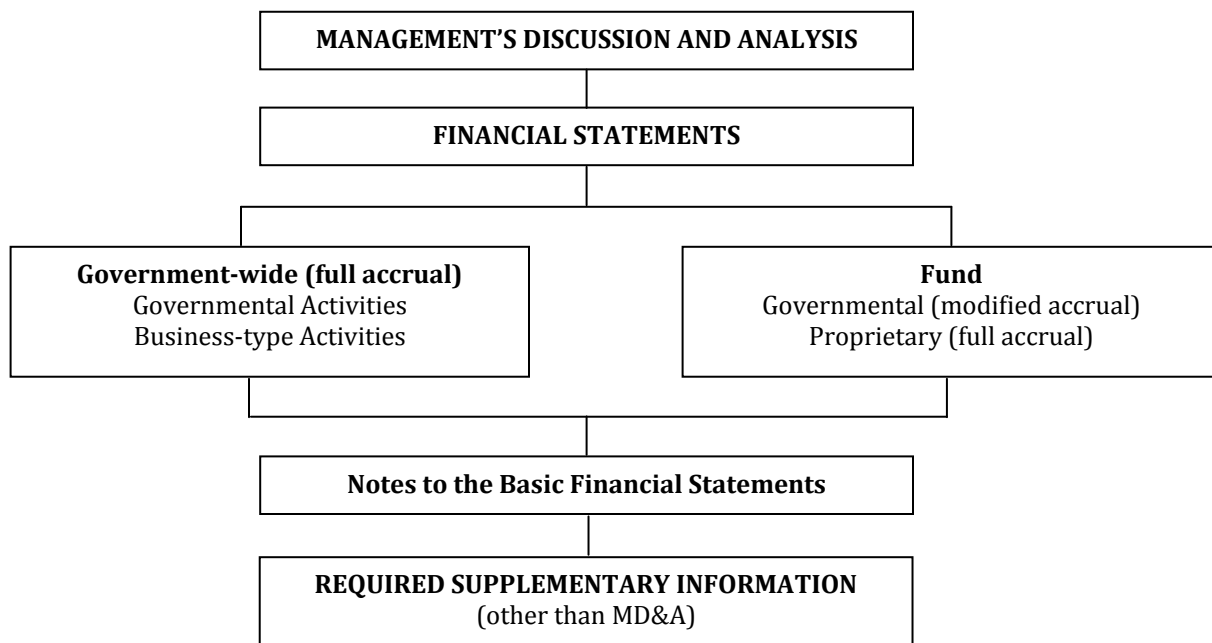 MANAGEMENT’S DISCUSSION AND ANALYSIS
FINANCIAL STATEMENTS
Government-wide (full accrual)
Governmental Activities
Business-type Activities
Fund
Governmental (modified accrual)
Proprietary (full accrual)
Notes to the Basic Financial Statements
REQUIRED SUPPLEMENTARY INFORMATION
(other than MD&A)